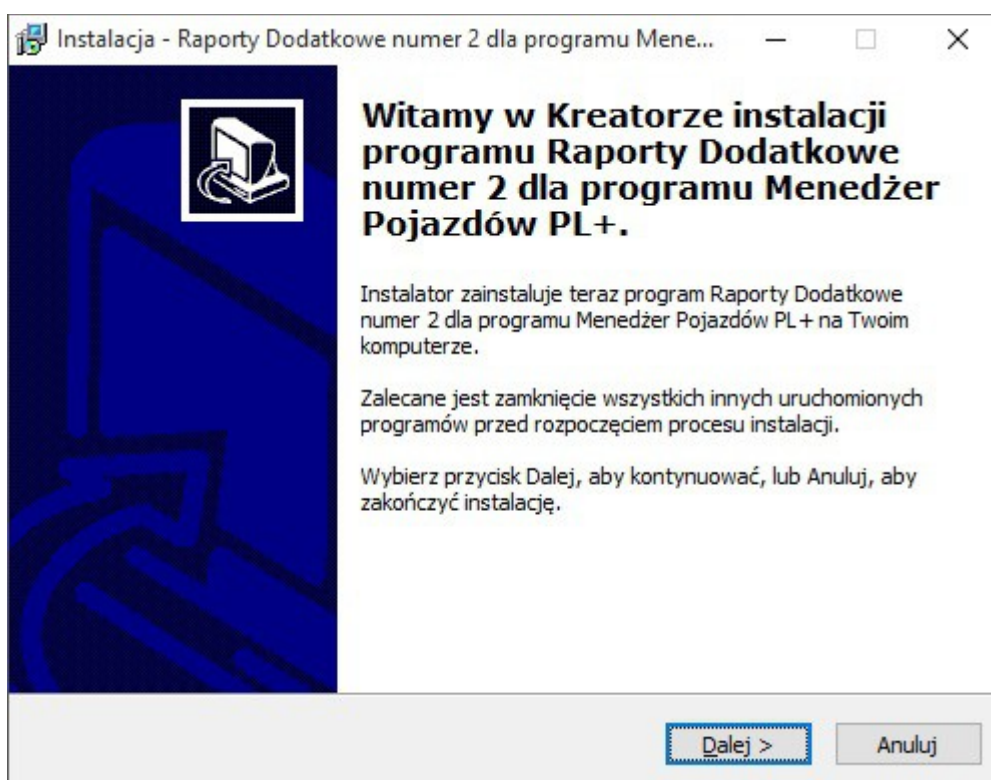 Instalacja - Raporty Dodatkowe numer 2 dla programu Mene...
Witamy w Kreatorze instalacji
programu Raporty Dodatkowe
numer 2 dla programu Menedżer
Pojazdów PL+.
Instalator zainstaluje teraz program Raporty Dodatkowe
numer 2 dla programu Menedżer Pojazdów PL+ na Twoim
komputerze.
Zalecane jest zamknięcie wszystkich innych uruchomionych
programów przed rozpoczęciem procesu instalacji.
Wybierz przycisk Dalej, aby kontynuować, lub Anuluj, aby
zakończyć instalację.
Dalej >
Anuluj